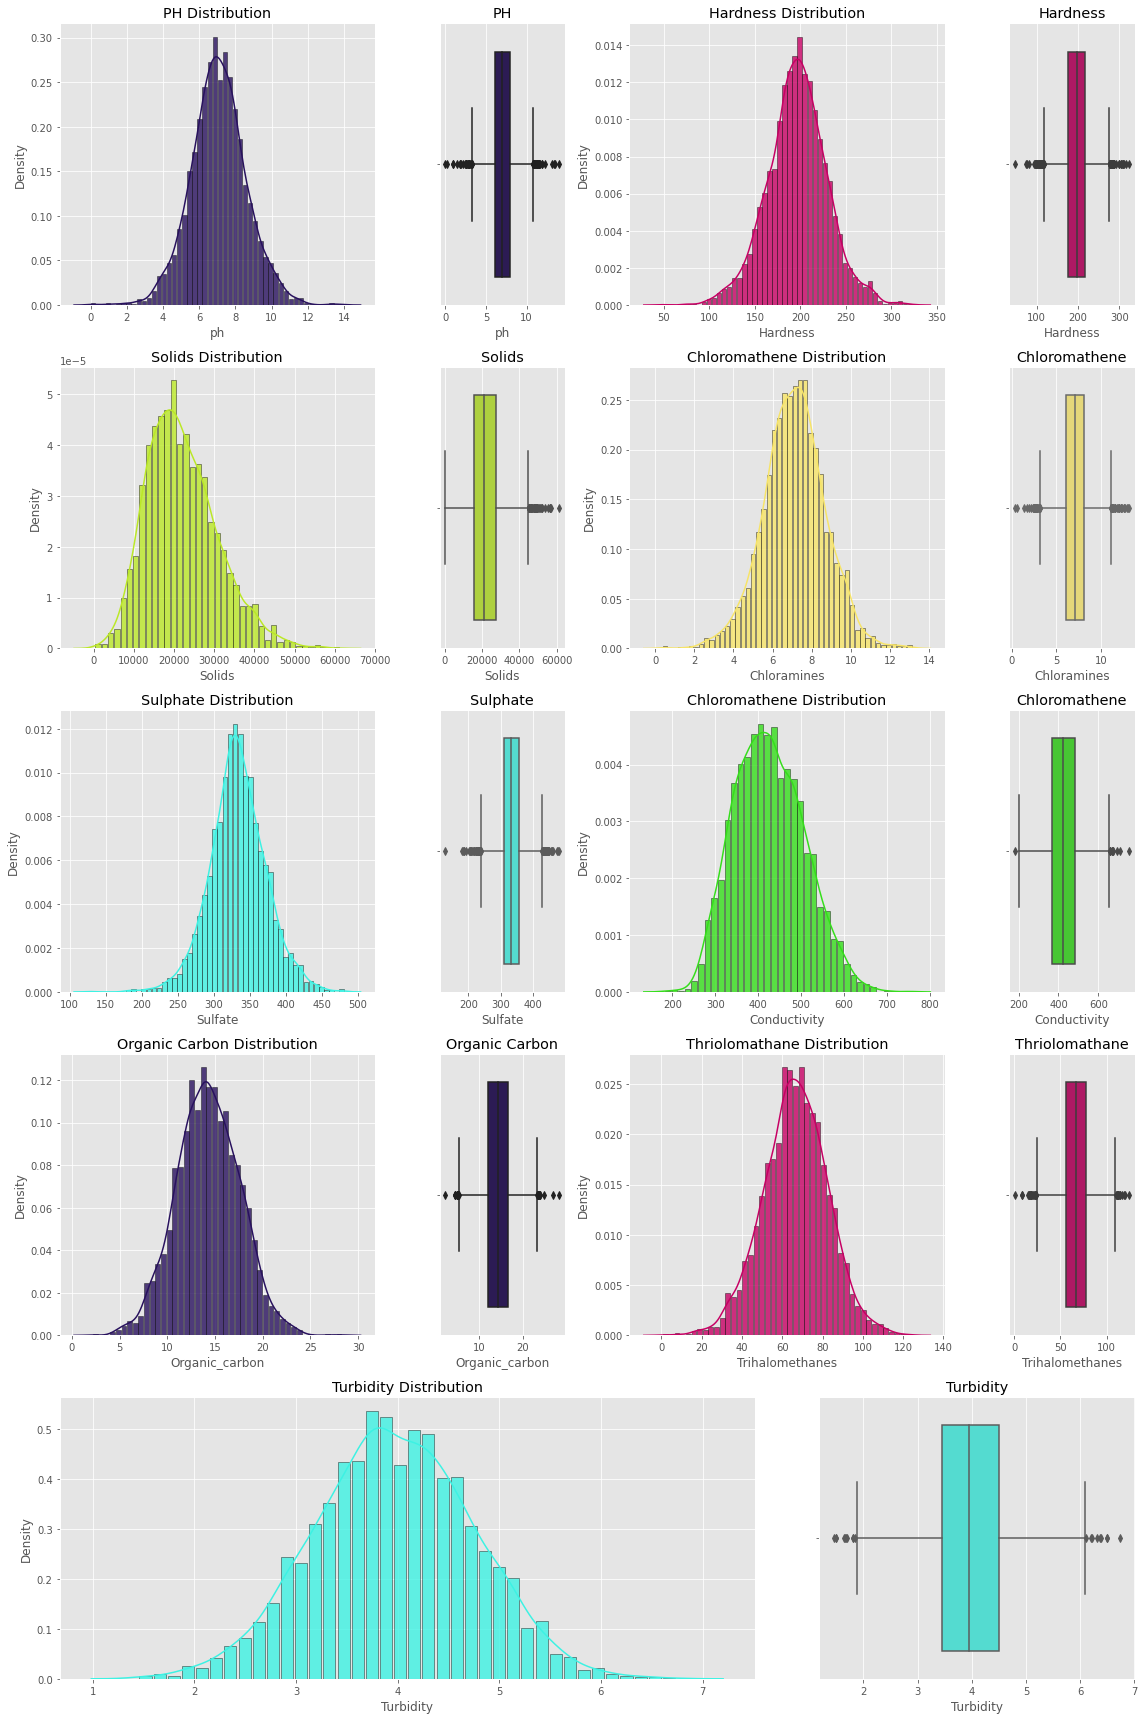 PH Distribution
PH
Hardness Distribution
Hardness
Density
0.30
0.25
0.20
0.15
0.10
0.05
0.00
0 2 4 6 8 10 12 14
ph
0 5 10
ph
Density
0.014
0.012
0.010
0.008
0.006
0.004
0.002
0.000
50 100 150 200 250 300 350
Hardness
100 200 300
Hardness
Solids Distribution
Solids
Chloromathene Distribution
Chloromathene
1e−5
Density
5
4
3
2
1
0
0 10000 20000 30000 40000 50000 60000 70000
Solids
0 20000 40000 60000
Solids
Density
0.25
0.20
0.15
0.10
0.05
0.00
0 2 4 6 8 10 12 14
Chloramines
0 5 10
Chloramines
Sulphate Distribution
Sulphate
Chloromathene Distribution
Chloromathene
Density
0.012
0.010
0.008
0.006
0.004
0.002
0.000
100 150 200 250 300 350 400 450 500
Sulfate
200 400
Sulfate
Density
0.004
0.003
0.002
0.001
0.000
200 300 400 500 600 700 800
Conductivity
200 400 600
Conductivity
Organic Carbon Distribution
Organic Carbon
Thriolomathane Distribution
Thriolomathane
Density
0.12
0.10
0.08
0.06
0.04
0.02
0.00
0 5 10 15 20 25 30
Organic_carbon
10 20
Organic_carbon
Density
0.025
0.020
0.015
0.010
0.005
0.000
0 20 40 60 80 100 120 140
Trihalomethanes
0 50 100
Trihalomethanes
Turbidity Distribution
Turbidity
Density
0.5
0.4
0.3
0.2
0.1
0.0
1 2 3 4 5 6 7
Turbidity
2 3 4 5 6 7
Turbidity